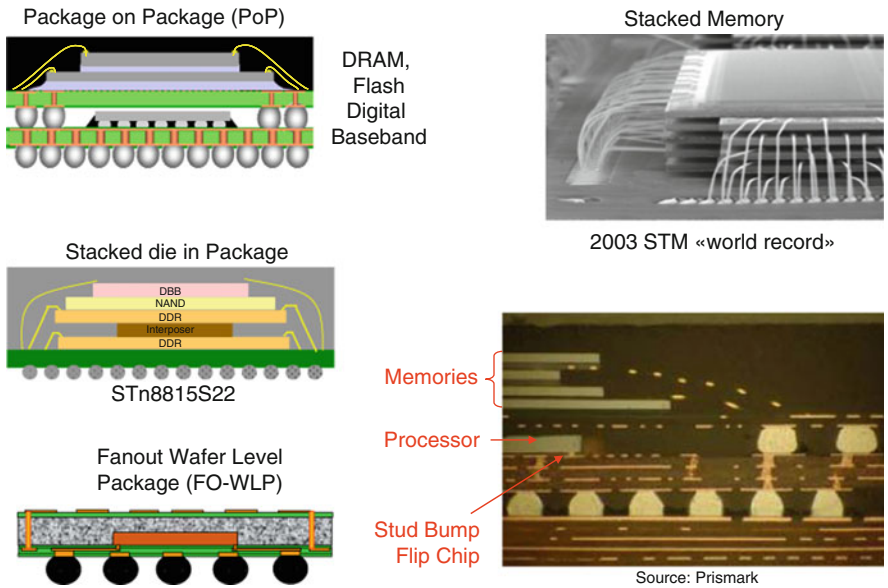 Package on Package (PoP)
DRAM,
Flash
Digital
Baseband
Stacked Memory
2003 STM «world record»
Stacked die in Package
DBB
NAND
DDR
Interposer
DDR
STn8815S22
Memories
Processor
Stud Bump
Flip Chip
Source: Prismark
Fanout Wafer Level
Package (FO-WLP)